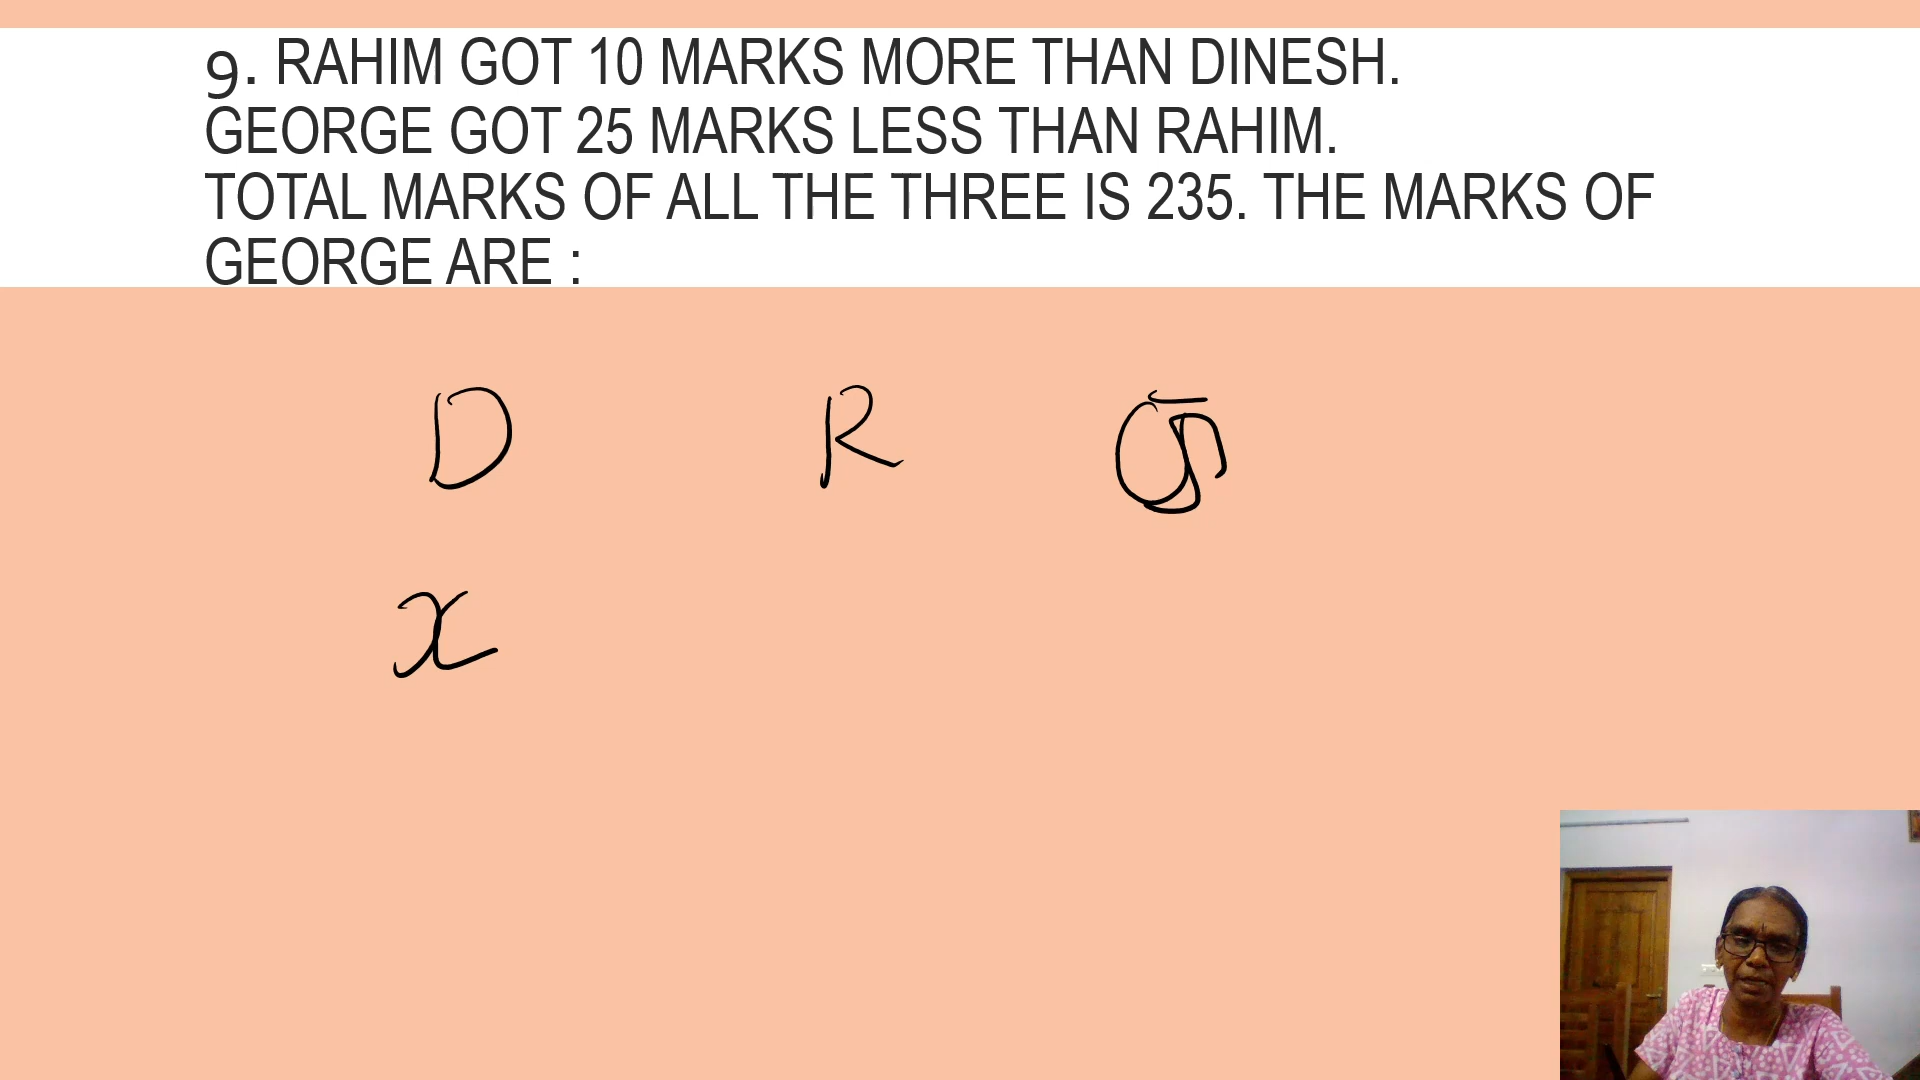 9. RAHIM GOT 10 MARKS MORE THAN DINESH.
GEORGE GOT 25 MARKS LESS THAN RAHIM.
TOTAL MARKS OF ALL THE THREE IS 235. THE MARKS OF
GEORGE ARE :
D R G
x